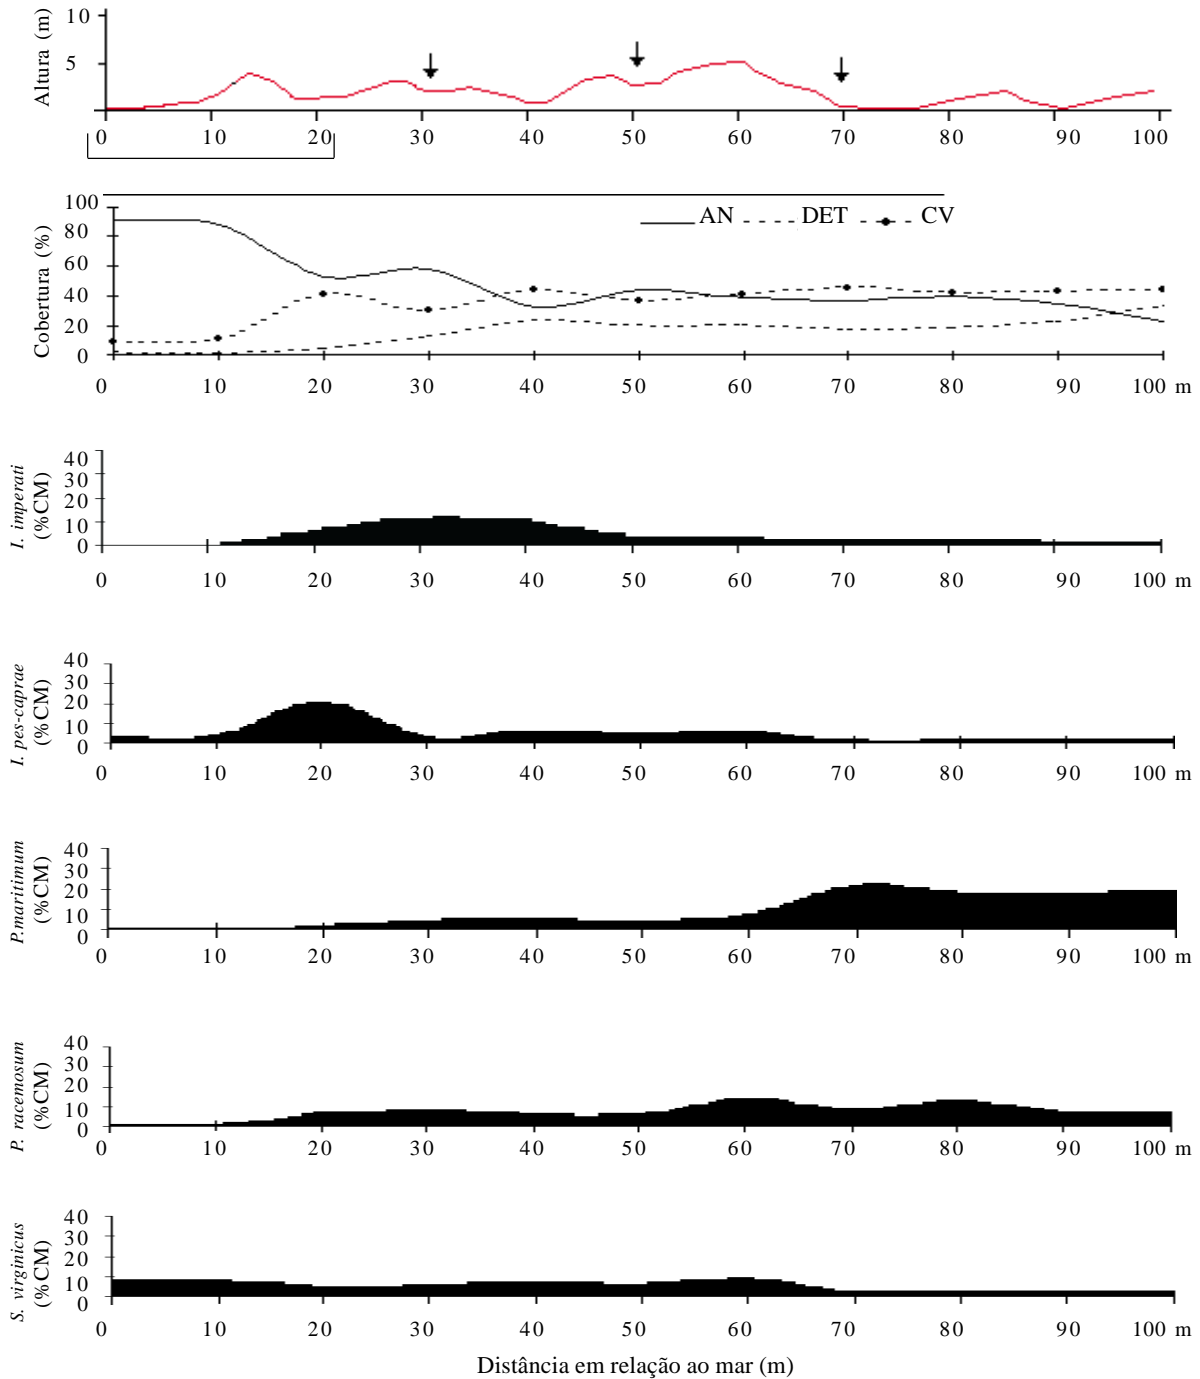 Altura (m)
10
5
0 10 20 30 40 50 60 70 80 90 100
Cobertura (%)
100
80
60
40
20
0
AN DET CV
0 10 20 30 40 50 60 70 80 90 100 m
I. imperati
(%CM)
40
30
20
10
0
0 10 20 30 40 50 60 70 80 90 100 m
I. pes-caprae
(%CM)
40
30
20
10
0
0 10 20 30 40 50 60 70 80 90 100 m
P.maritimum
(%CM)
40
30
20
10
0
0 10 20 30 40 50 60 70 80 90 100 m
P. racemosum
(%CM)
40
30
20
10
0
0 10 20 30 40 50 60 70 80 90 100 m
S. virginicus
(%CM)
40
30
20
10
0
0 10 20 30 40 50 60 70 80 90 100 m
Distância em relação ao mar (m)